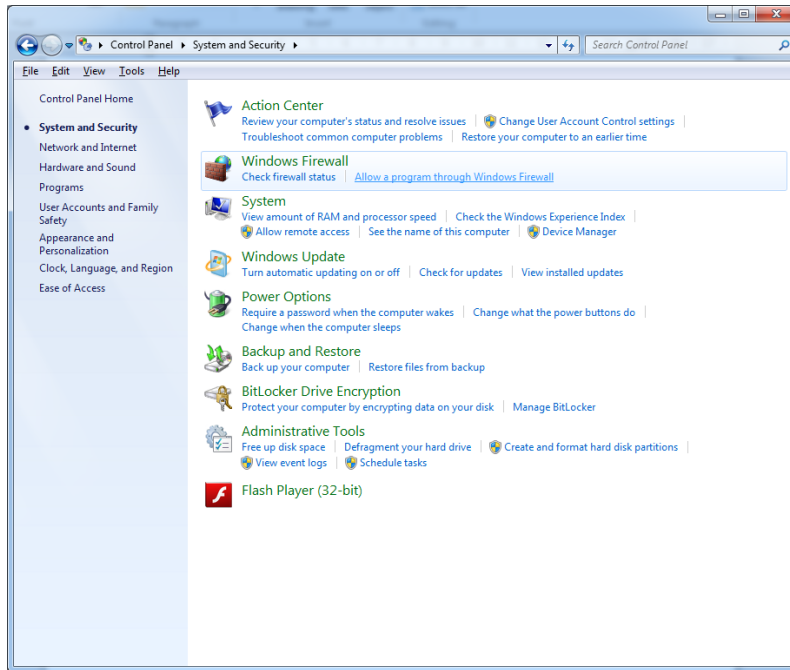 Control Panel ▸ System and Security ▸
Search Control Panel
File Edit View Tools Help
Control Panel Home
System and Security
Network and Internet
Hardware and Sound
Programs
User Accounts and Family
Safety
Appearance and
Personalization
Clock, Language, and Region
Ease of Access
Action Center
Review your computer's status and resolve issues Change User Account Control settings
Troubleshoot common computer problems Restore your computer to an earlier time
Windows Firewall
Check firewall status Allow a program through Windows Firewall
System
View amount of RAM and processor speed Check the Windows Experience Index
Allow remote access See the name of this computer Device Manager
Windows Update
Turn automatic updating on or off Check for updates View installed updates
Power Options
Require a password when the computer wakes Change what the power buttons do
Change when the computer sleeps
Backup and Restore
Back up your computer Restore files from backup
BitLocker Drive Encryption
Protect your computer by encrypting data on your disk Manage BitLocker
Administrative Tools
Free up disk space Defragment your hard drive Create and format hard disk partitions
View event logs Schedule tasks
Flash Player (32-bit)